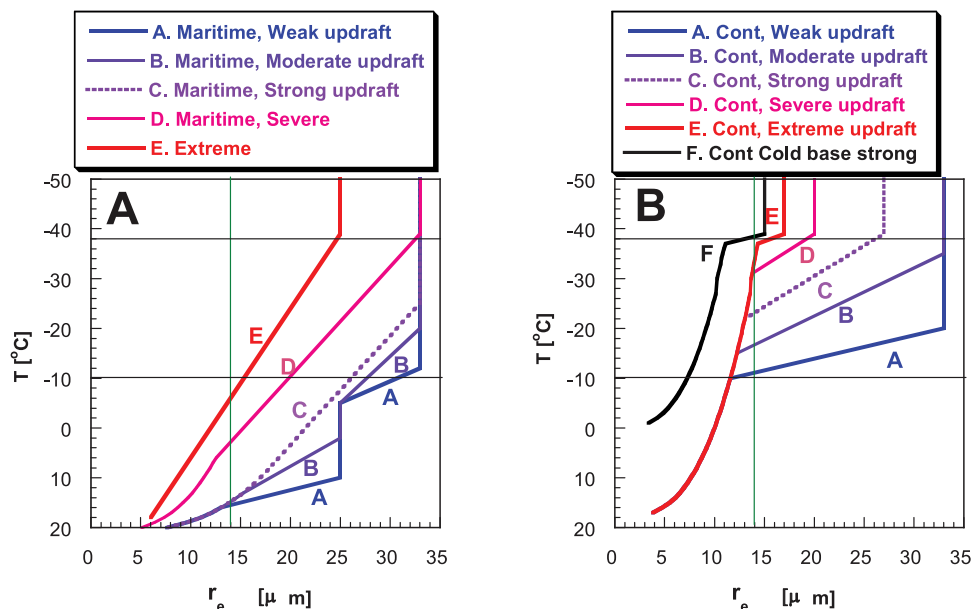 A. Maritime, Weak updraft
B. Maritime, Moderate updraft
C. Maritime, Strong updraft
D. Maritime, Severe
E. Extreme
A
-50
-40
-30
-20
-10
0
10
20
T [°C]
E
D
C
B
A
B
A
0 5 10 15 20 25 30 35
r_e [μ m]
A. Cont, Weak updraft
B. Cont, Moderate updraft
C. Cont, Strong updraft
D. Cont, Severe updraft
E. Cont, Extreme updraft
F. Cont Cold base strong
B
-50
-40
-30
-20
-10
0
10
20
T [°C]
E
F
D
C
B
A
0 5 10 15 20 25 30 35
r_e [μ m]